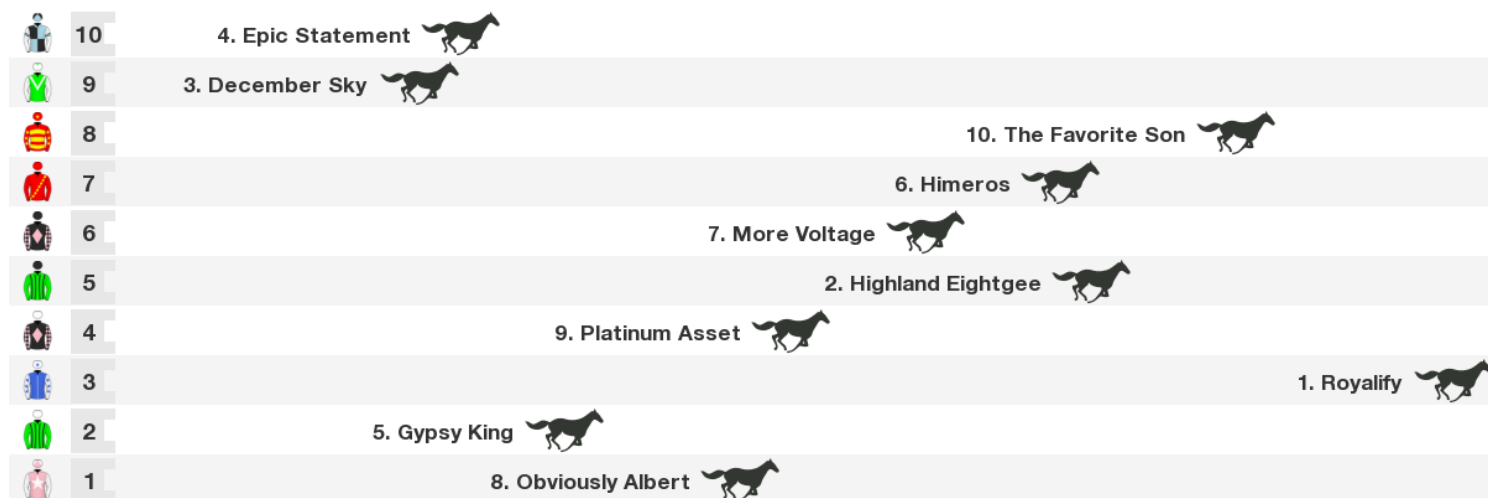 10 4. Epic Statement
9 3. December Sky
8 10. The Favorite Son
7 6. Himeros
6 7. More Voltage
5 2. Highland Eightgee
4 9. Platinum Asset
3 1. Royalify
2 5. Gypsy King
1 8. Obviously Albert